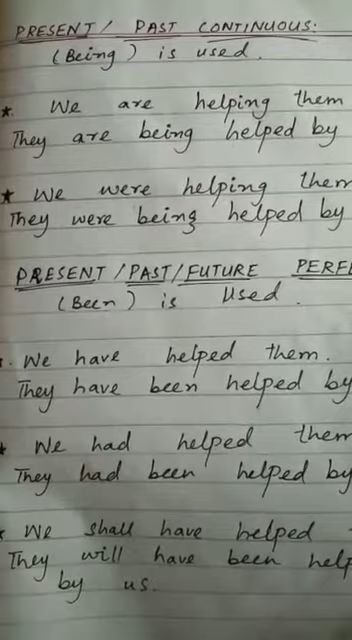 PRESENT/ PAST CONTINUOUS:
(Being) is used.
* We are helping them
They are being helped by
* We were helping them
They were being helped by
PRESENT/PAST/FUTURE PERFE
(Been) is Used.
. We have helped them.
They have been helped by
* We had helped them
They had been helped by
* We shall have helped
They will have been help
by us.